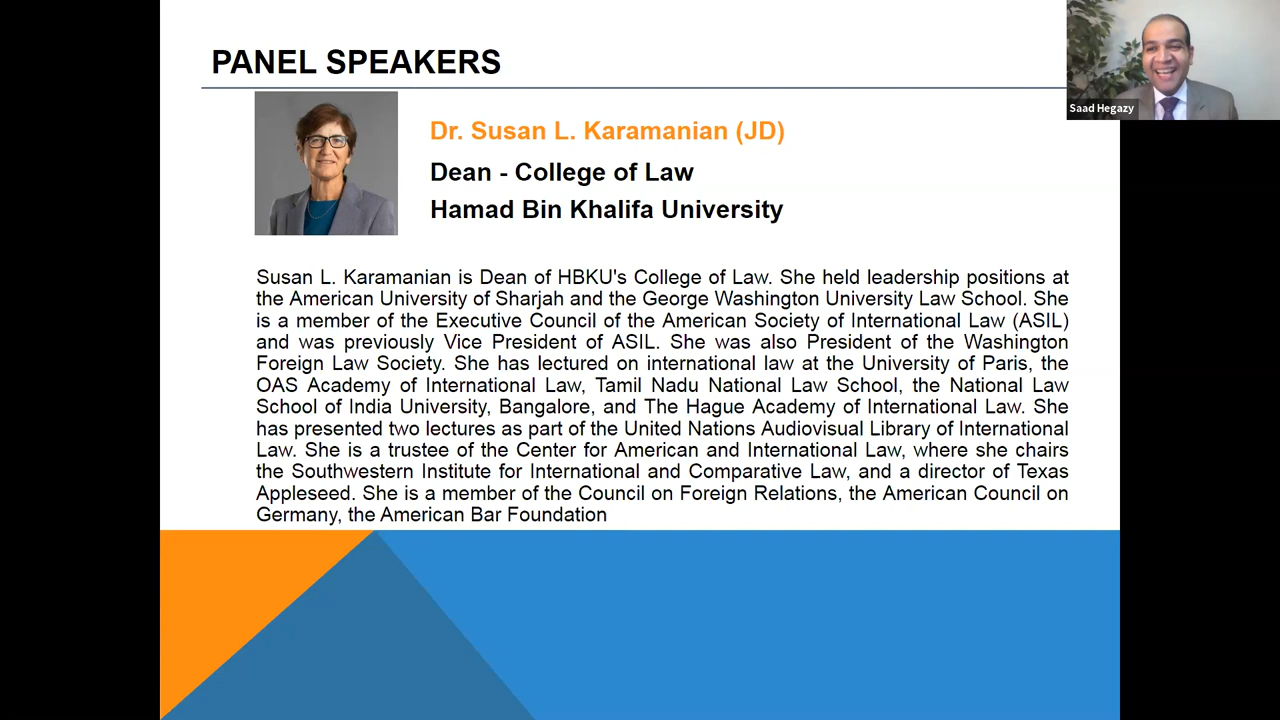 PANEL SPEAKERS
Saad Hegazy
Dr. Susan L. Karamanian (JD)
Dean - College of Law
Hamad Bin Khalifa University
Susan L. Karamanian is Dean of HBKU's College of Law. She held leadership positions at
the American University of Sharjah and the George Washington University Law School. She
is a member of the Executive Council of the American Society of International Law (ASIL)
and was previously Vice President of ASIL. She was also President of the Washington
Foreign Law Society. She has lectured on international law at the University of Paris, the
OAS Academy of International Law, Tamil Nadu National Law School, the National Law
School of India University, Bangalore, and The Hague Academy of International Law. She
has presented two lectures as part of the United Nations Audiovisual Library of International
Law. She is a trustee of the Center for American and International Law, where she chairs
the Southwestern Institute for International and Comparative Law, and a director of Texas
Appleseed. She is a member of the Council on Foreign Relations, the American Council on
Germany, the American Bar Foundation